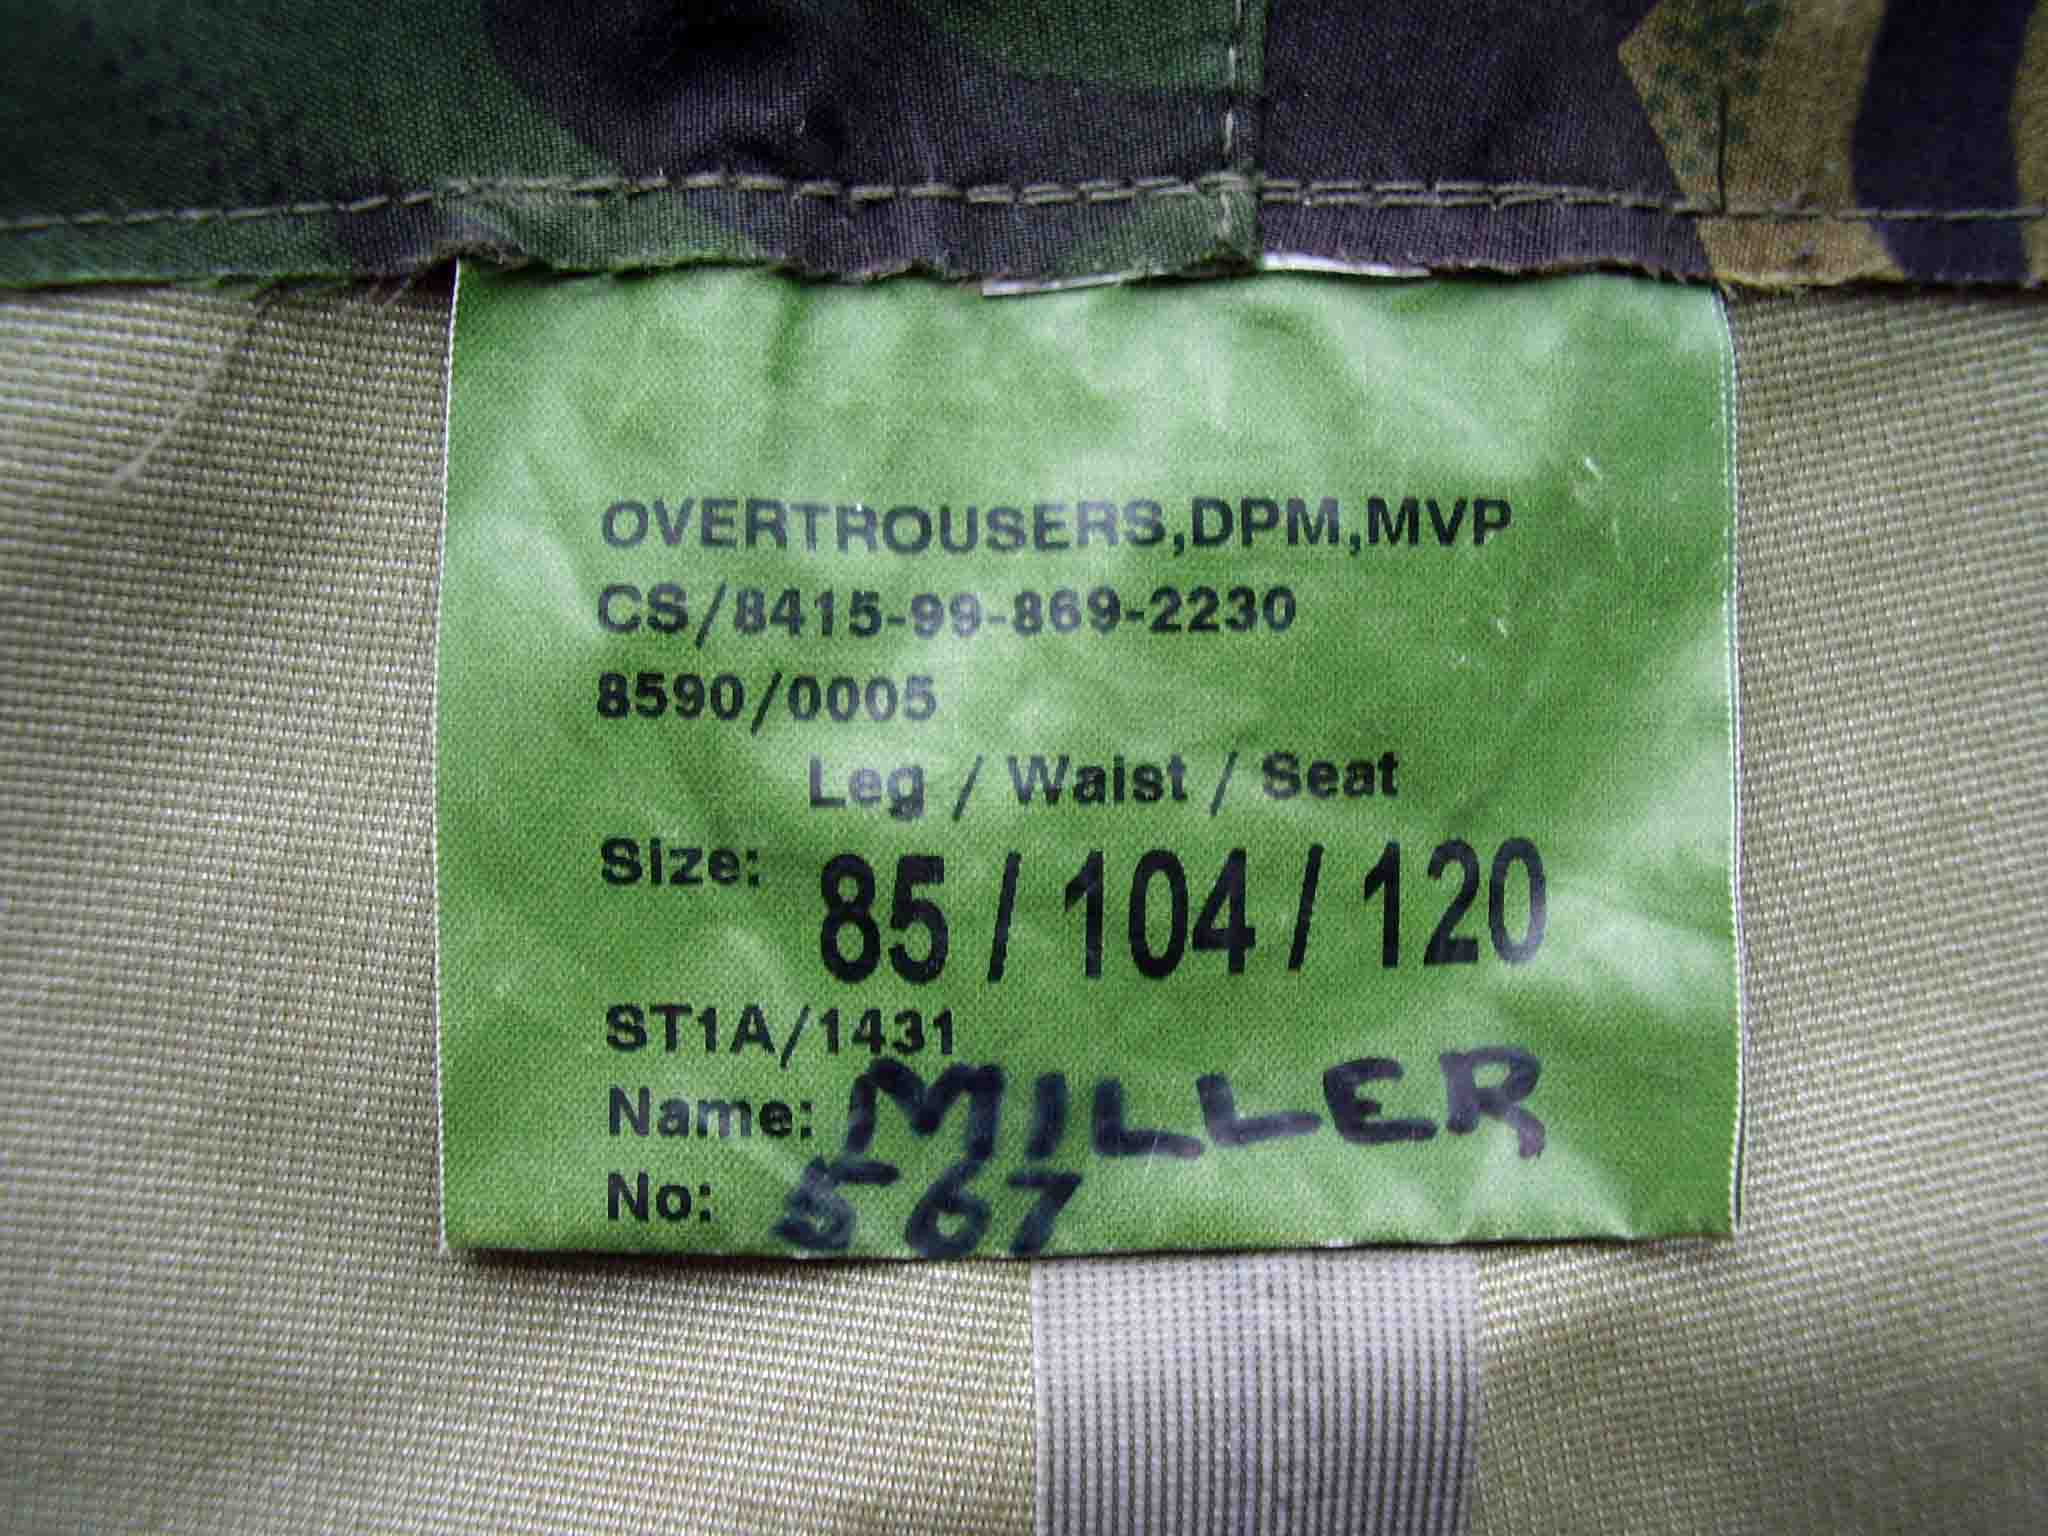 OVERTROUSERS,DPM,MVP
CS/8415-99-869-2230
8590/0005
Leg / Waist / Seat
Size: 85 / 104 / 120
ST1A/1431
Name: MILLER
No: 567